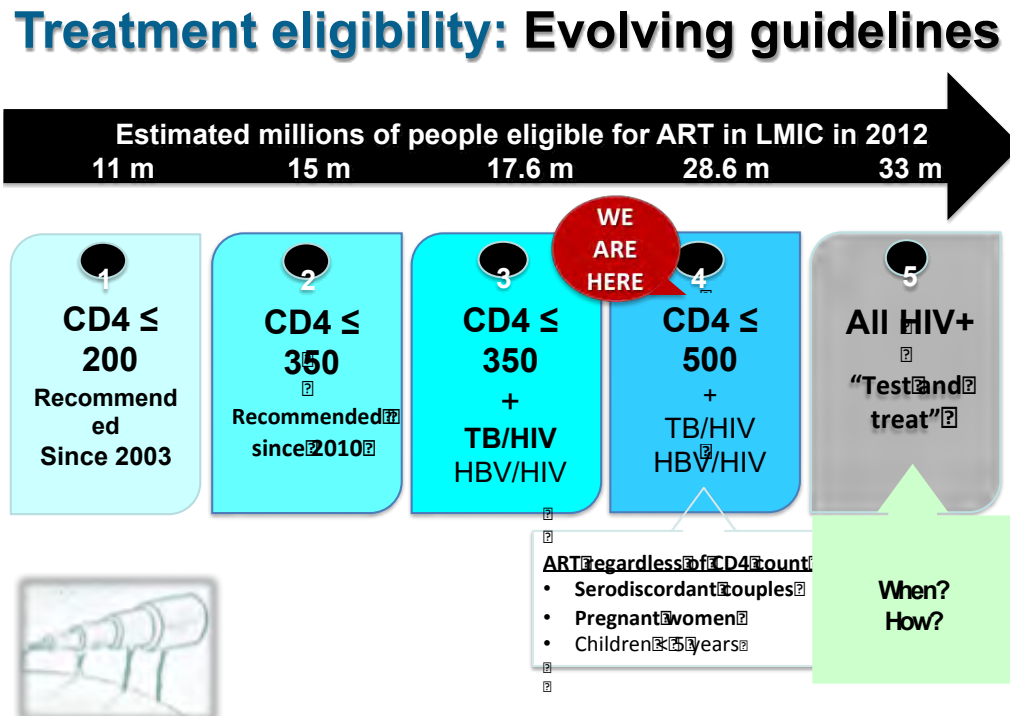 Treatment eligibility: Evolving guidelines
Estimated millions of people eligible for ART in LMIC in 2012
11 m 15 m 17.6 m 28.6 m 33 m
WE
ARE
HERE
1
CD4 ≤
200
Recommend
ed
Since 2003
2
CD4 ≤
350
Recommended
since 2010
3
CD4 ≤
350
+
TB/HIV
HBV/HIV
4
CD4 ≤
500
+
TB/HIV
HBV/HIV
5
All HIV+
“Test and
treat”
ART regardless of CD4 count
• Serodiscordant couples
• Pregnant women
• Children < 5 years
When?
How?